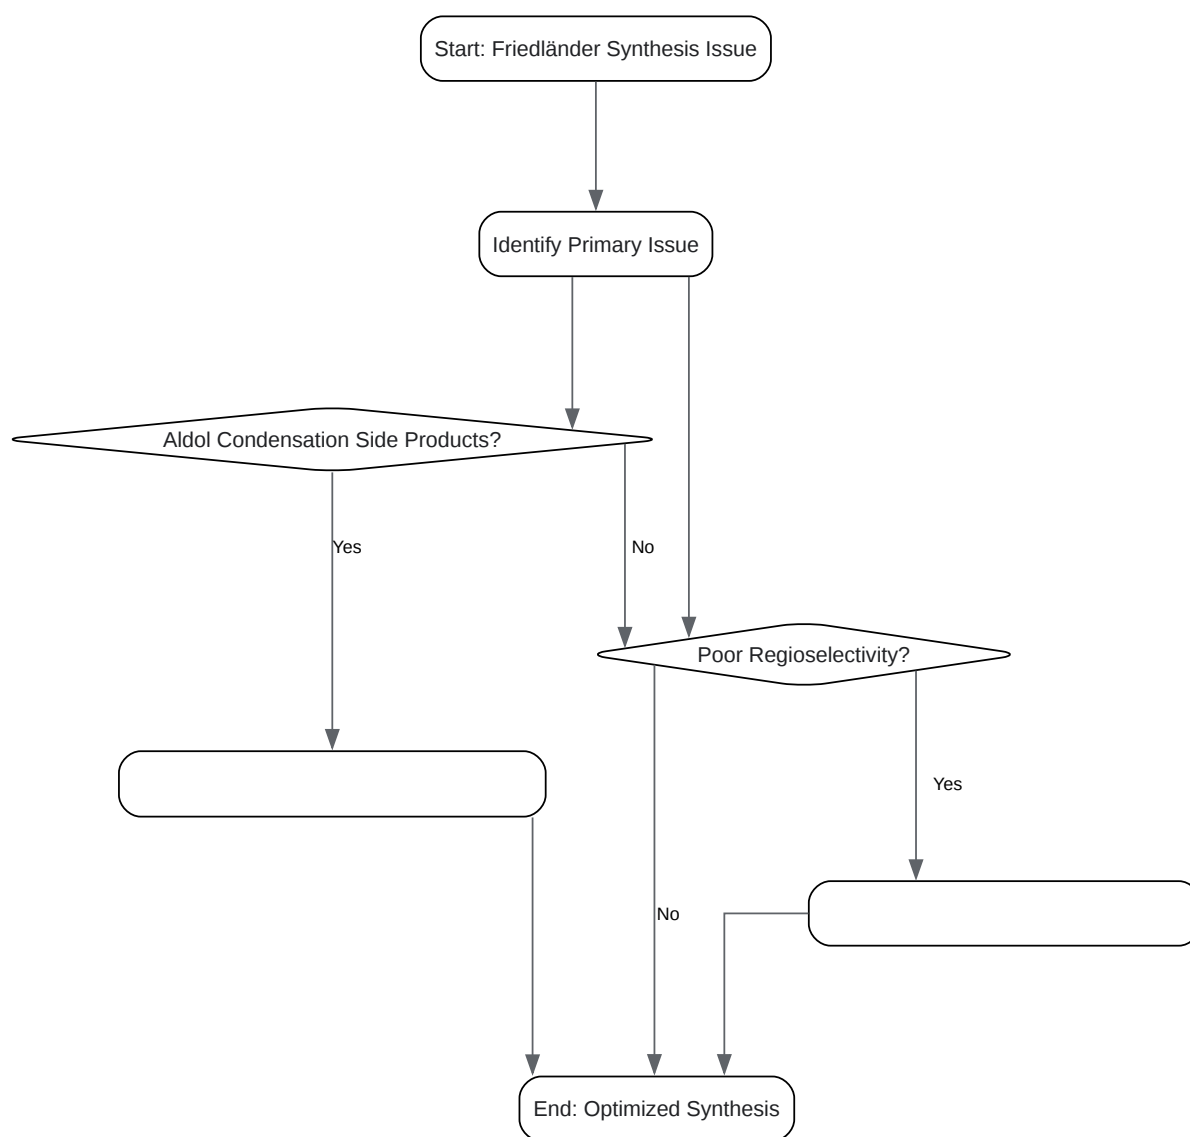 Start: Friedländer Synthesis Issue
Identify Primary Issue
Aldol Condensation Side Products?
Yes
No
Poor Regioselectivity?
Yes
No
End: Optimized Synthesis